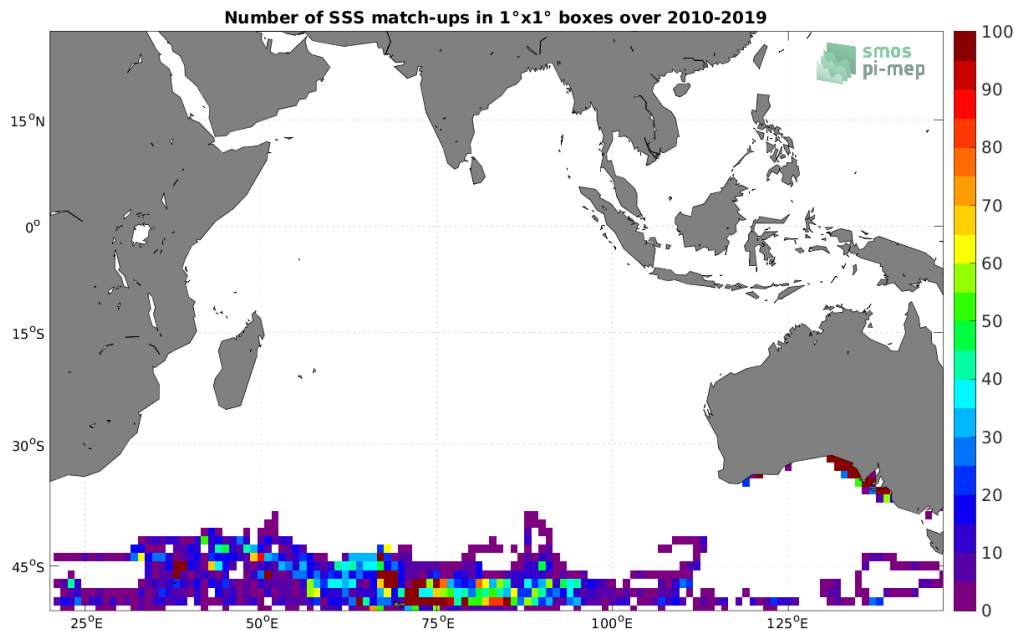 Number of SSS match-ups in 1°x1° boxes over 2010-2019
smos
pi-mep
100
90
80
70
60
50
40
30
20
10
0
15°N
0°
15°S
30°S
45°S
25°E
50°E
75°E
100°E
125°E